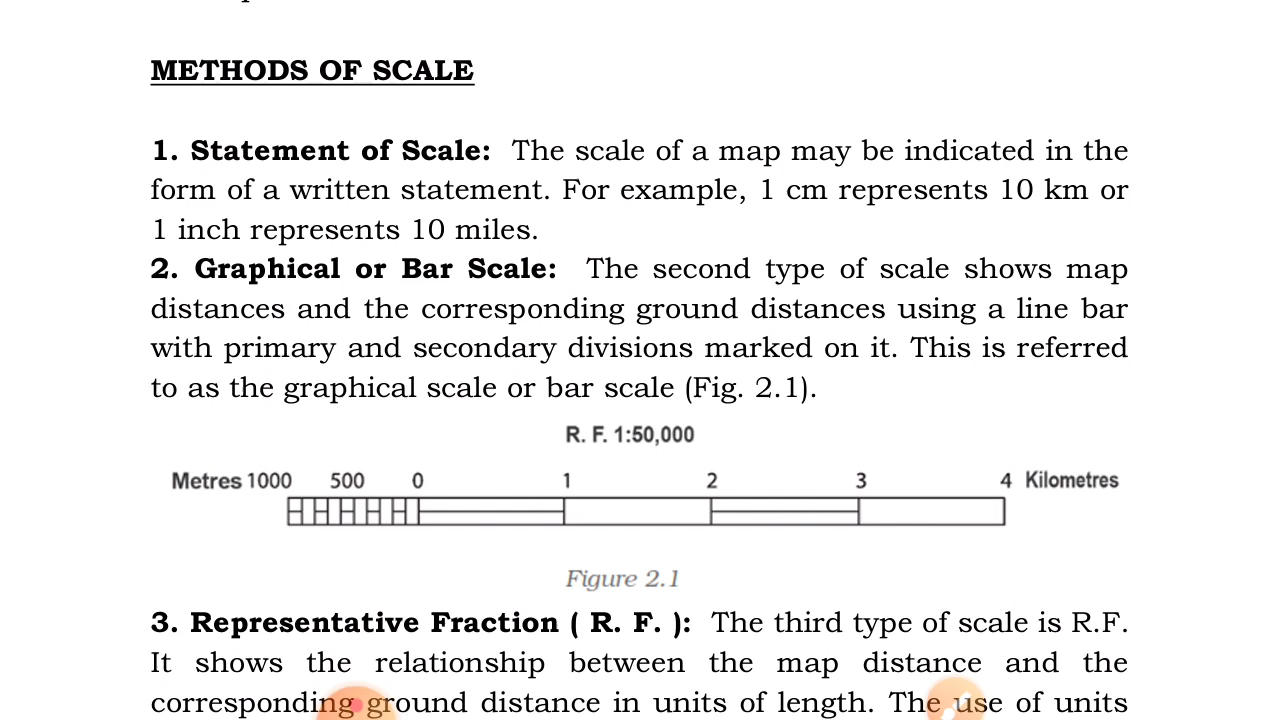 METHODS OF SCALE
1. Statement of Scale: The scale of a map may be indicated in the
form of a written statement. For example, 1 cm represents 10 km or
1 inch represents 10 miles.
2. Graphical or Bar Scale: The second type of scale shows map
distances and the corresponding ground distances using a line bar
with primary and secondary divisions marked on it. This is referred
to as the graphical scale or bar scale (Fig. 2.1).
R. F. 1:50,000
Metres 1000 500 0 1 2 3 4 Kilometres
Figure 2.1
3. Representative Fraction ( R. F. ): The third type of scale is R.F.
It shows the relationship between the map distance and the
corresponding ground distance in units of length. The use of units